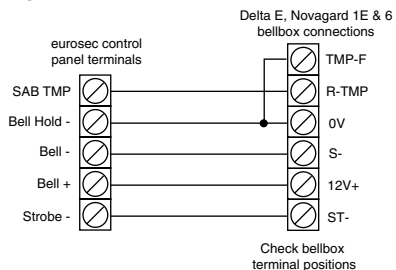 Delta E, Novagard 1E & 6
bellbox connections
eurosec control
panel terminals
TMP-F
SAB TMP
R-TMP
Bell Hold -
0V
Bell -
S-
Bell +
12V+
Strobe -
ST-
Check bellbox
terminal positions